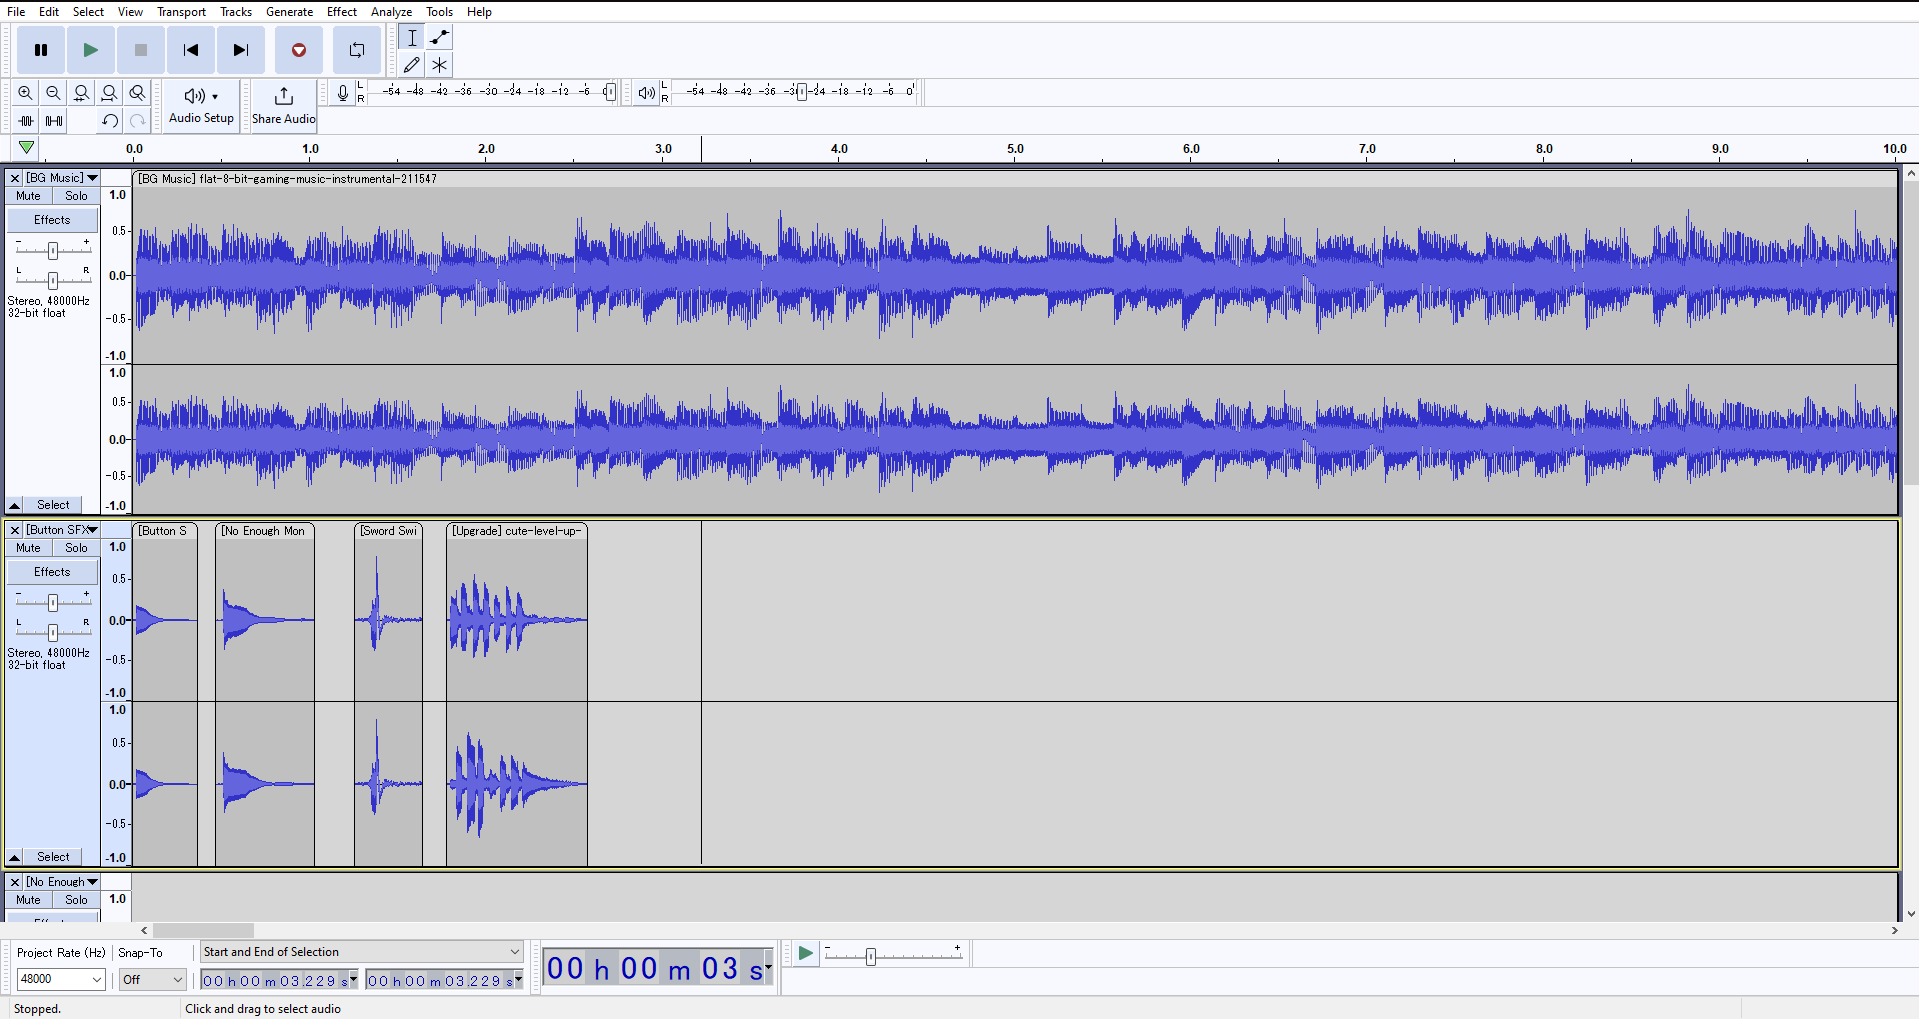 File Edit Select View Transport Tracks Generate Effect Analyze Tools Help
L
R
-54 -48 -42 -36 -30 -24 -18 -12 -6 0
L
R
-54 -48 -42 -36 -30 -24 -18 -12 -6 0
Audio Setup
Share Audio
0.0 1.0 2.0 3.0 4.0 5.0 6.0 7.0 8.0 9.0 10.0
[BG Music]
[BG Music] flat-8-bit-gaming-music-instrumental-211547
Mute Solo
Effects
- +
L R
Stereo, 48000Hz
32-bit float
Select
1.0
0.5
0.0
-0.5
-1.0
1.0
0.5
0.0
-0.5
-1.0
[Button SFX
[Button S
[No Enough Mon
[Sword Swi
[Upgrade] cute-level-up-
Mute Solo
Effects
- +
L R
Stereo, 48000Hz
32-bit float
Select
1.0
0.5
0.0
-0.5
-1.0
1.0
0.5
0.0
-0.5
-1.0
[No Enough
Mute Solo
1.0
Project Rate (Hz)
48000
Snap-To
Off
Start and End of Selection
00 h 00 m 03.229 s
00 h 00 m 03.229 s
00 h 00 m 03 s
- +
Stopped.
Click and drag to select audio